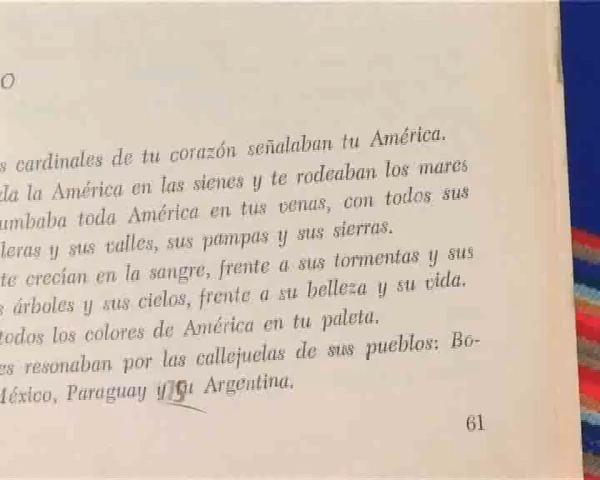 O
s cardinales de tu corazón señalaban tu América.
da la América en las sienes y te rodeaban los mares
umbaba toda América en tus venas, con todos sus
leras y sus valles, sus pampas y sus sierras.
te crecían en la sangre, frente a sus tormentas y sus
s árboles y sus cielos, frente a su belleza y su vida.
todos los colores de América en tu paleta.
es resonaban por las callejuelas de sus pueblos: Bo-
México, Paraguay y Argentina.
61